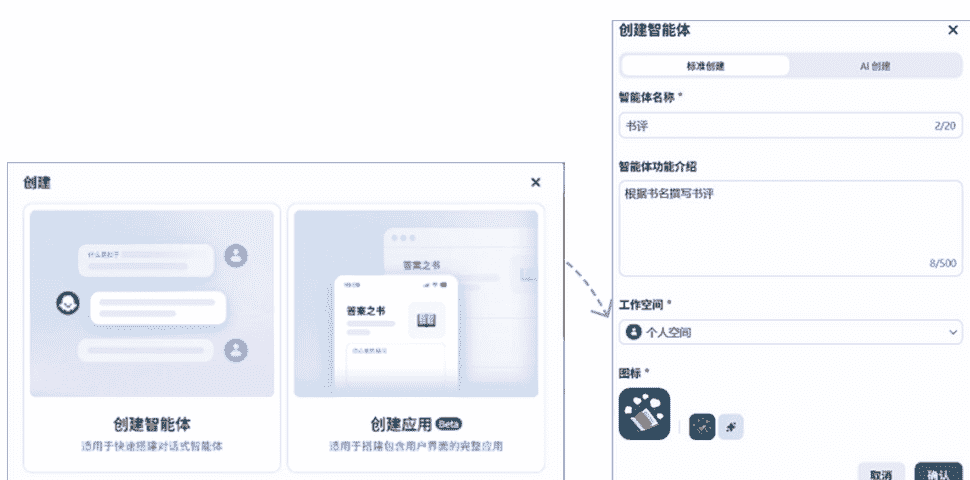 创建
什么是扣子
答案之书
答案之书
创建智能体
适用于快速搭建对话式智能体
创建应用 Beta
适用于搭建包含用户界面的完整应用
创建智能体
标准创建
AI 创建
智能体名称 *
书评
2/20
智能体功能介绍
根据书名撰写书评
8/500
工作空间 *
个人空间
图标 *
取消
确认